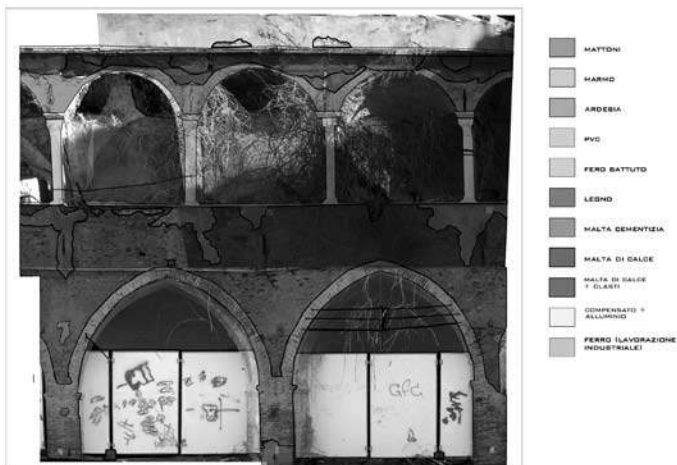 MATTONI
MARMO
ARDESIA
PVC
FERO BATTUTO
LEGNO
MALTA CEMENTIZIA
MALTA DI CALCE
MALTA DI CALCE
+ CLASTI
COMPENSATO +
ALLUMINIO
FERRO (LAVORAZIONE
INDUSTRIALE)